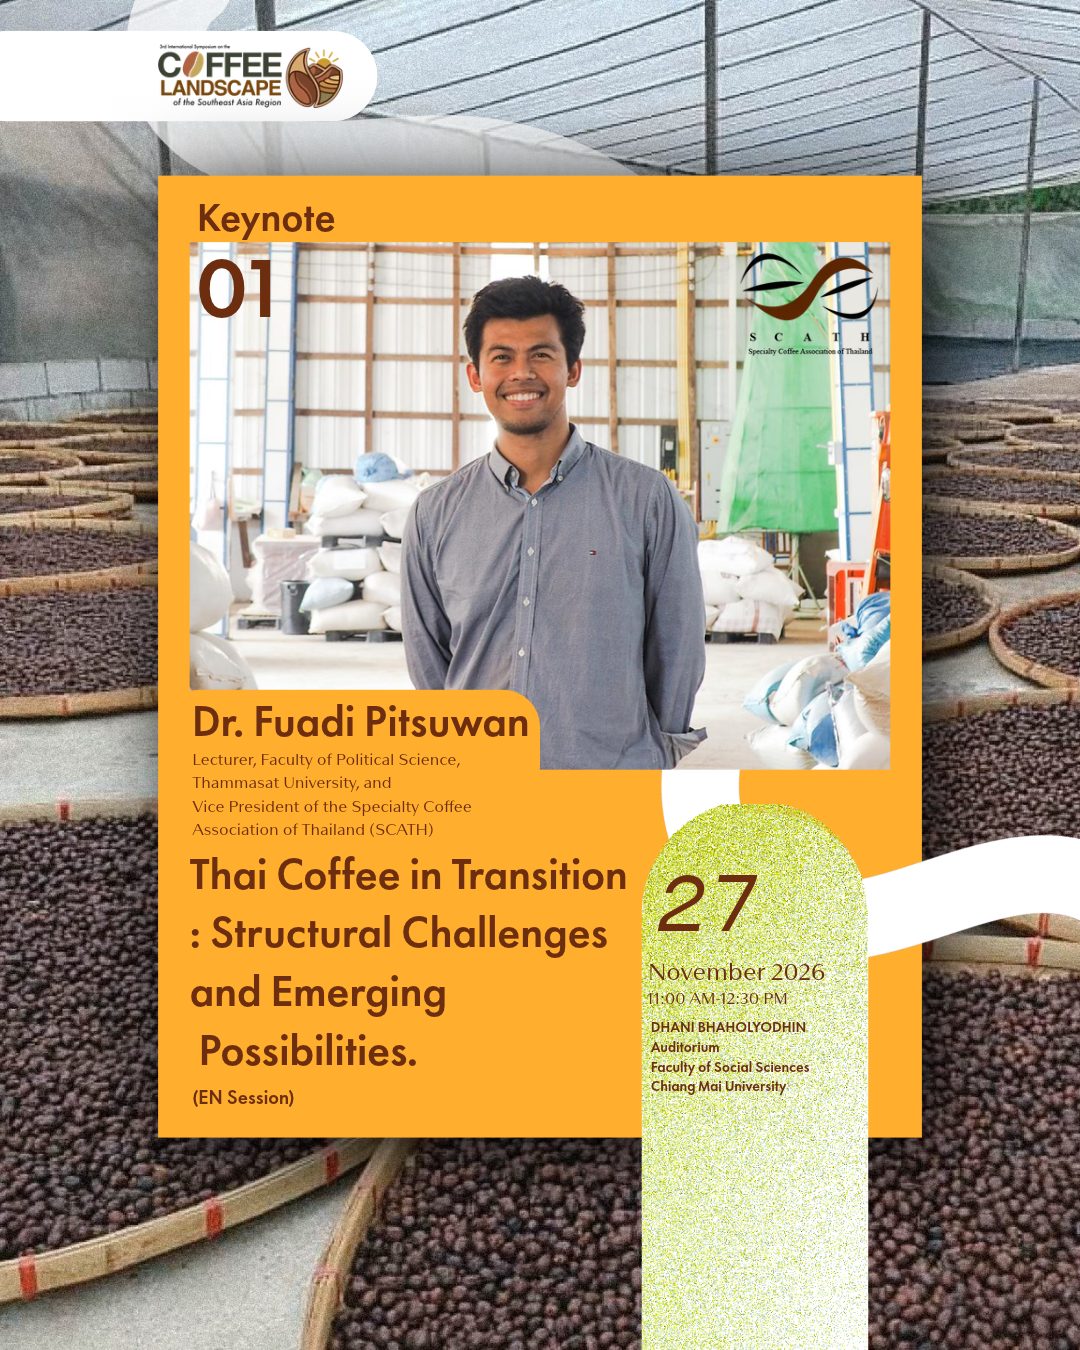 3rd International Symposium on the
COFFEE
LANDSCAPE
of the Southeast Asia Region
Keynote
01
S C A T H
Specialty Coffee Association of Thailand
Dr. Fuadi Pitsuwan
Lecturer, Faculty of Political Science,
Thammasat University, and
Vice President of the Specialty Coffee
Association of Thailand (SCATH)
Thai Coffee in Transition
: Structural Challenges
and Emerging
Possibilities.
(EN Session)
27
November 2026
11:00 AM-12:30 PM
DHANI BHAHOLYODHIN
Auditorium
Faculty of Social Sciences
Chiang Mai University